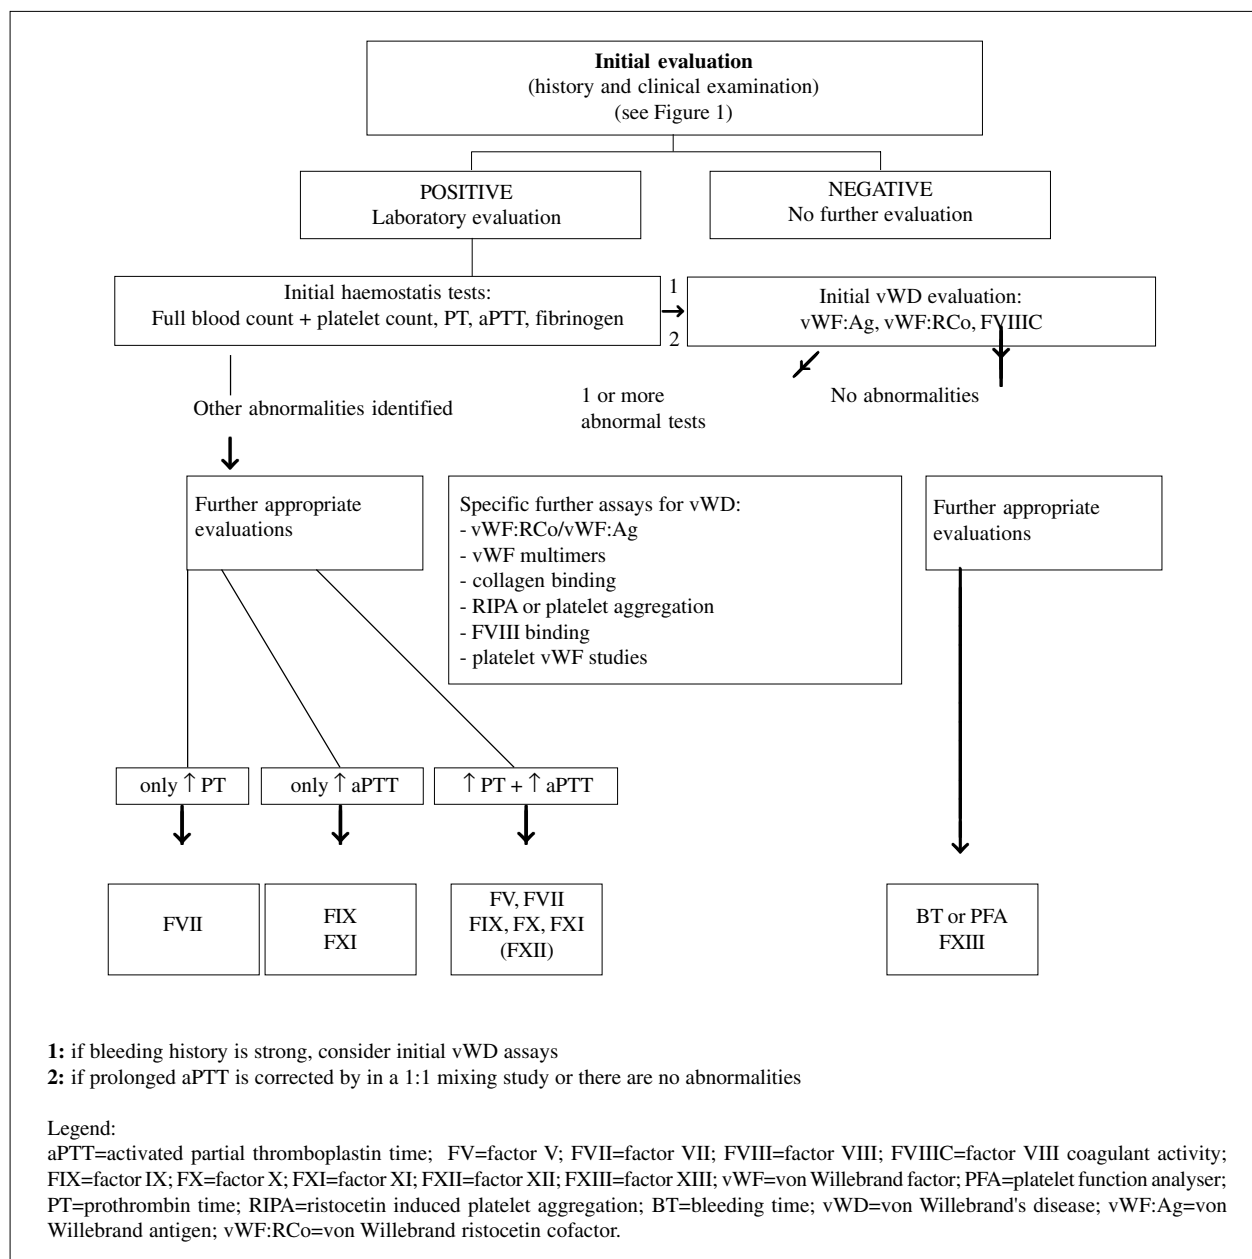 Initial evaluation
(history and clinical examination)
(see Figure 1)
POSITIVE
Laboratory evaluation
NEGATIVE
No further evaluation
Initial haemostatis tests:
Full blood count + platelet count, PT, aPTT, fibrinogen
1
2
Initial vWD evaluation:
vWF:Ag, vWF:RCo, FVIIIC
Other abnormalities identified
1 or more
abnormal tests
No abnormalities
Further appropriate
evaluations
Specific further assays for vWD:
- vWF:RCo/vWF:Ag
- vWF multimers
- collagen binding
- RIPA or platelet aggregation
- FVIII binding
- platelet vWF studies
Further appropriate
evaluations
only ↑ PT
only ↑ aPTT
↑ PT + ↑ aPTT
FVII
FIX
FXI
FV, FVII
FIX, FX, FXI
(FXII)
BT or PFA
FXIII
1: if bleeding history is strong, consider initial vWD assays
2: if prolonged aPTT is corrected by in a 1:1 mixing study or there are no abnormalities
Legend:
aPTT=activated partial thromboplastin time; FV=factor V; FVII=factor VII; FVIII=factor VIII; FVIIIC=factor VIII coagulant activity;
FIX=factor IX; FX=factor X; FXI=factor XI; FXII=factor XII; FXIII=factor XIII; vWF=von Willebrand factor; PFA=platelet function analyser;
PT=prothrombin time; RIPA=ristocetin induced platelet aggregation; BT=bleeding time; vWD=von Willebrand's disease; vWF:Ag=von
Willebrand antigen; vWF:RCo=von Willebrand ristocetin cofactor.